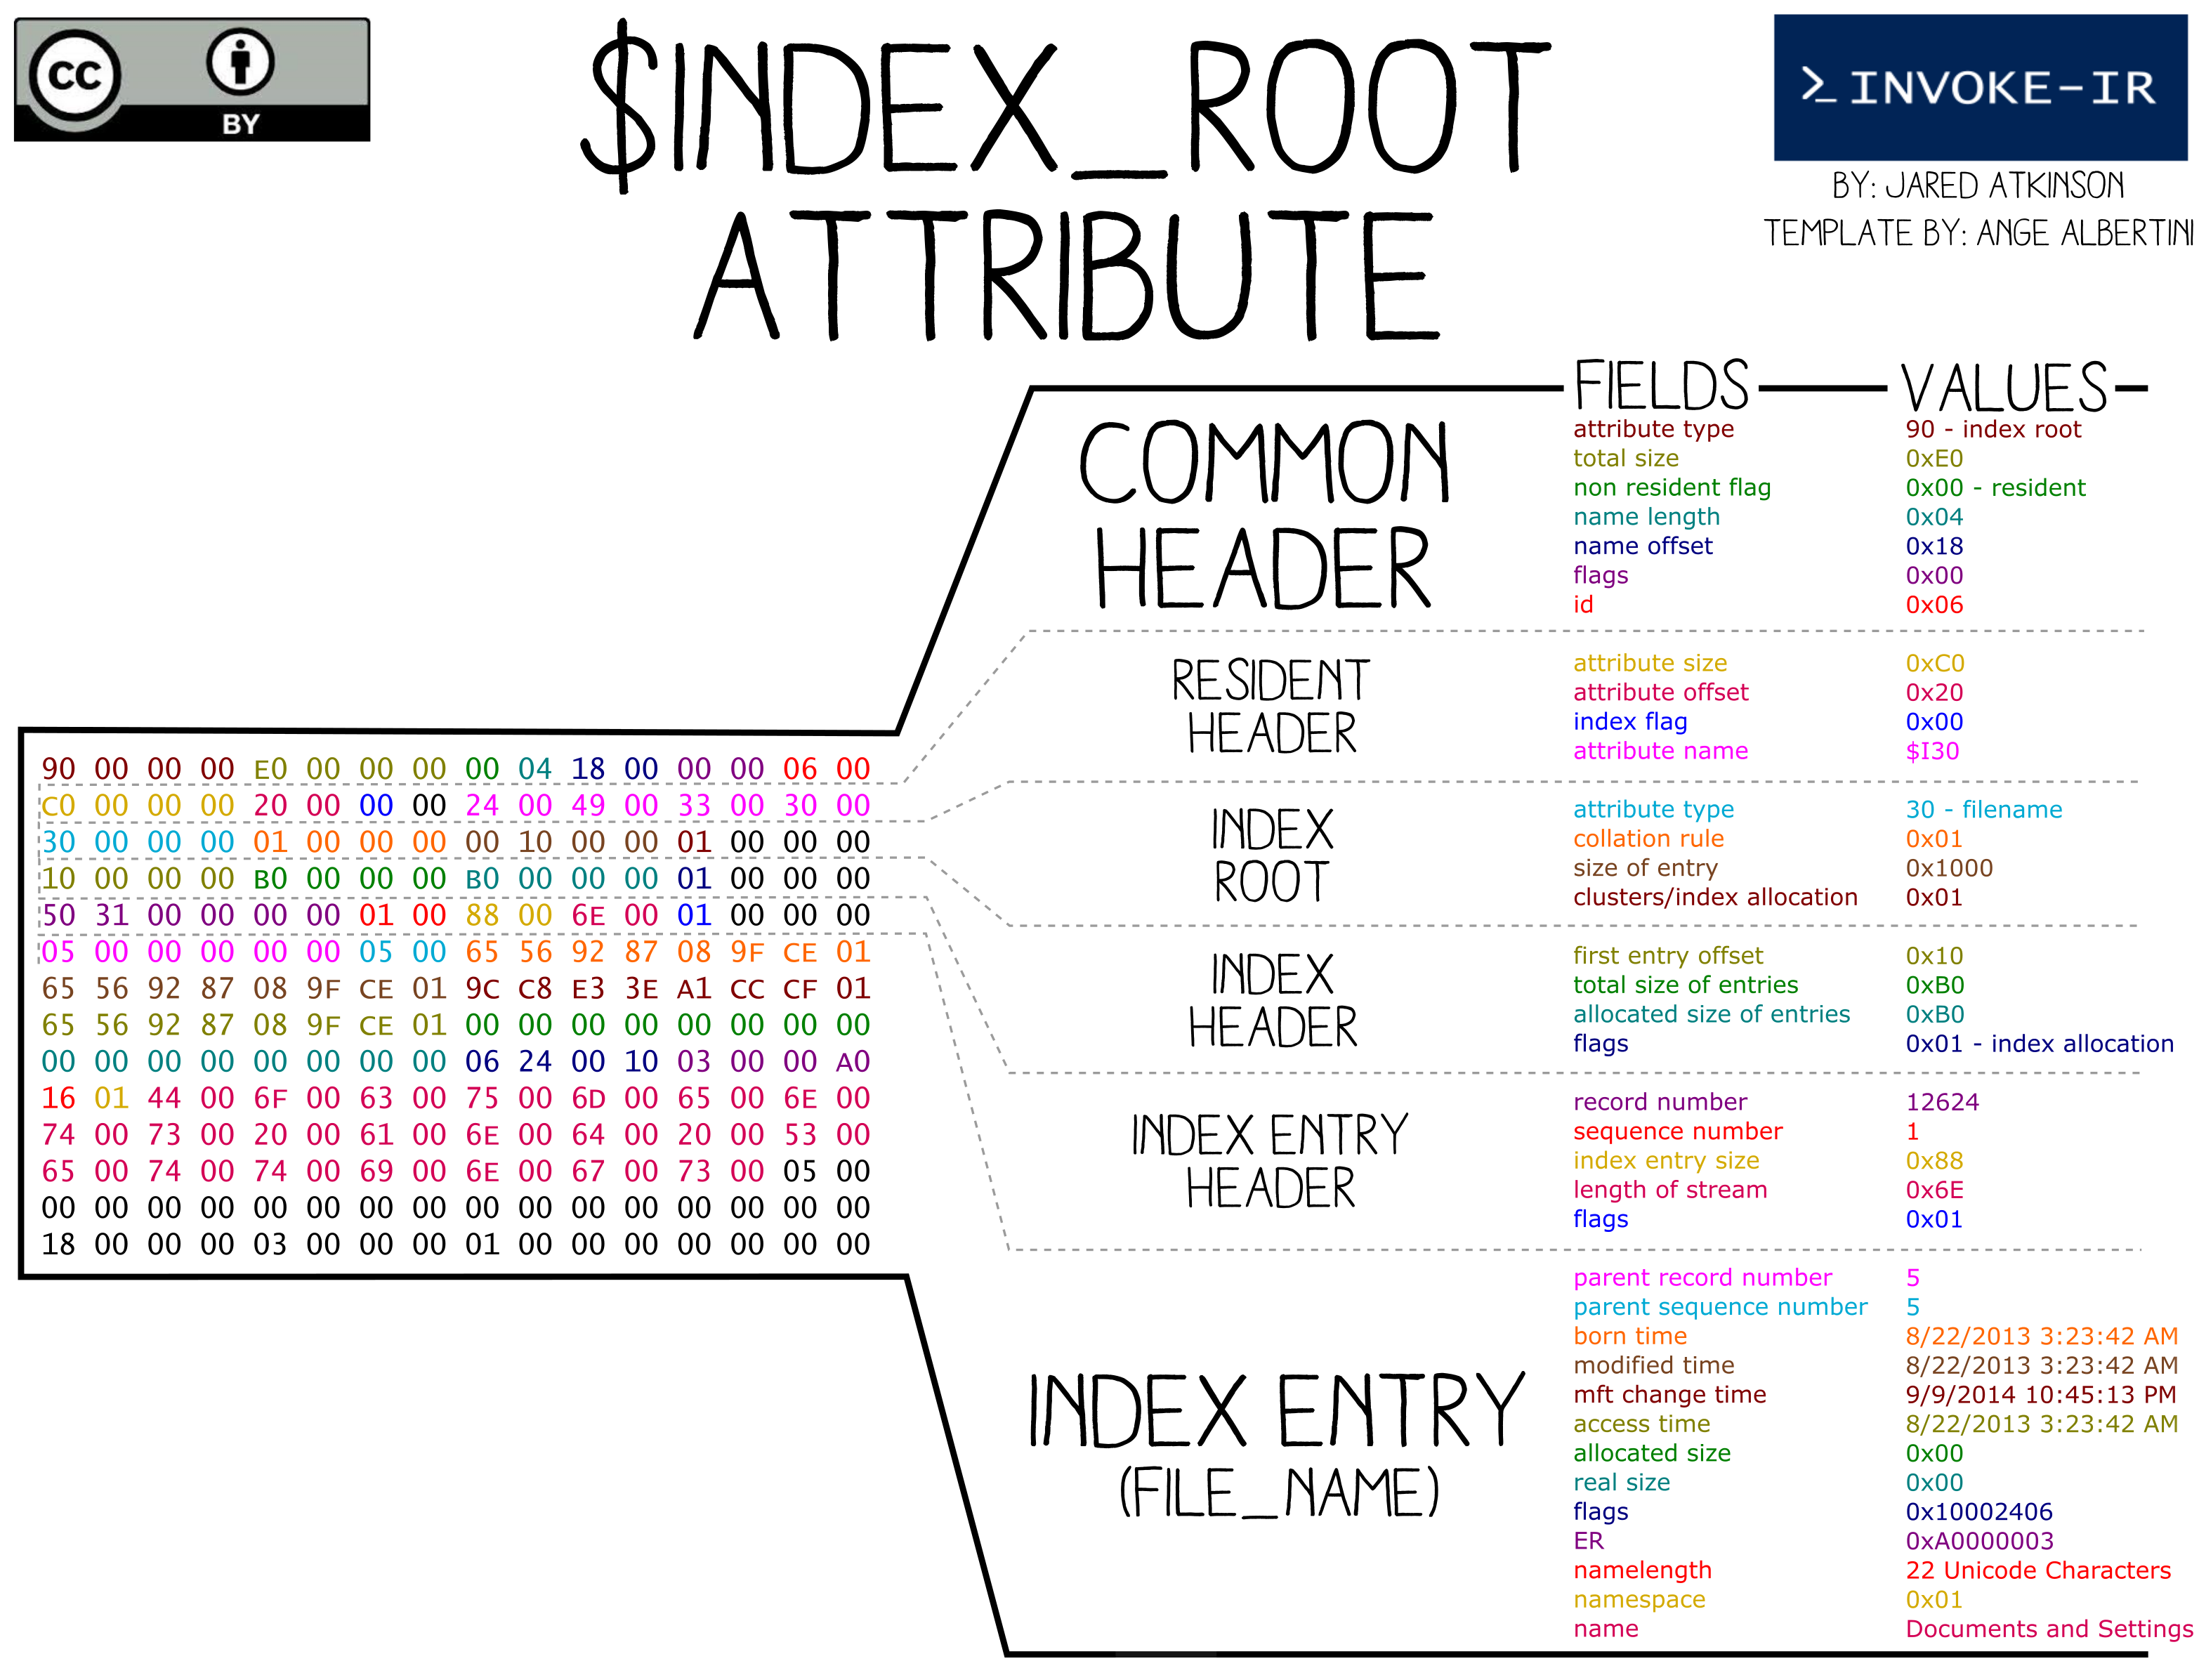 cc
BY
$INDEX_ROOT
ATTRIBUTE
>_ INVOKE-IR
BY: JARED ATKINSON
TEMPLATE BY: ANGE ALBERTINI
FIELDS VALUES
COMMON
HEADER
attribute type 90 - index root
total size 0xE0
non resident flag 0x00 - resident
name length 0x04
name offset 0x18
flags 0x00
id 0x06
RESIDENT
HEADER
attribute size 0xC0
attribute offset 0x20
index flag 0x00
attribute name $I30
INDEX
ROOT
attribute type 30 - filename
collation rule 0x01
size of entry 0x1000
clusters/index allocation 0x01
INDEX
HEADER
first entry offset 0x10
total size of entries 0xB0
allocated size of entries 0xB0
flags 0x01 - index allocation
INDEX ENTRY
HEADER
record number 12624
sequence number 1
index entry size 0x88
length of stream 0x6E
flags 0x01
INDEX ENTRY
(FILE_NAME)
parent record number 5
parent sequence number 5
born time 8/22/2013 3:23:42 AM
modified time 8/22/2013 3:23:42 AM
mft change time 9/9/2014 10:45:13 PM
access time 8/22/2013 3:23:42 AM
allocated size 0x00
real size 0x00
flags 0x10002406
ER 0xA0000003
namelength 22 Unicode Characters
namespace 0x01
name Documents and Settings
90 00 00 00 E0 00 00 00 00 04 18 00 00 00 06 00
C0 00 00 00 20 00 00 00 24 00 49 00 33 00 30 00
30 00 00 00 01 00 00 00 00 10 00 00 01 00 00 00
10 00 00 00 B0 00 00 00 B0 00 00 00 01 00 00 00
50 31 00 00 00 00 01 00 88 00 6E 00 01 00 00 00
05 00 00 00 00 00 05 00 65 56 92 87 08 9F CE 01
65 56 92 87 08 9F CE 01 9C C8 E3 3E A1 CC CF 01
65 56 92 87 08 9F CE 01 00 00 00 00 00 00 00 00
00 00 00 00 00 00 00 00 06 24 00 10 03 00 00 A0
16 01 44 00 6F 00 63 00 75 00 6D 00 65 00 6E 00
74 00 73 00 20 00 61 00 6E 00 64 00 20 00 53 00
65 00 74 00 74 00 69 00 6E 00 67 00 73 00 05 00
00 00 00 00 00 00 00 00 00 00 00 00 00 00 00 00
18 00 00 00 03 00 00 00 01 00 00 00 00 00 00 00